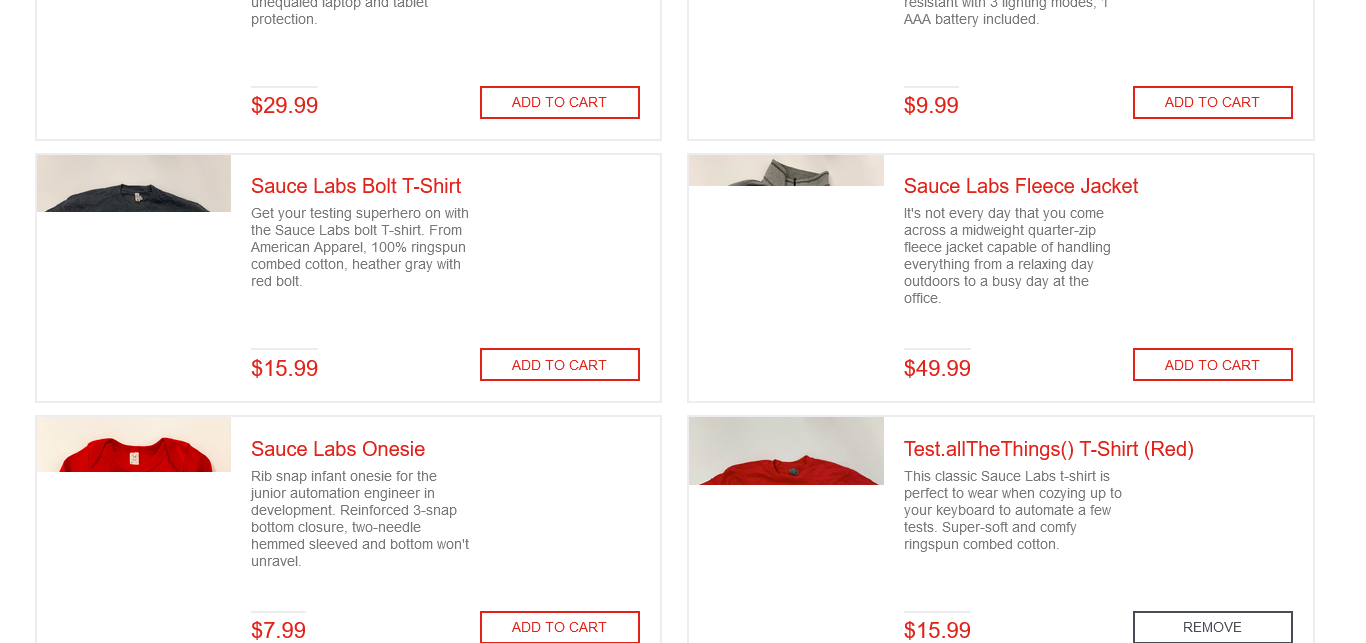 unequaled laptop and tablet
protection.
$29.99
ADD TO CART
resistant with 3 lighting modes, 1
AAA battery included.
$9.99
ADD TO CART
Sauce Labs Bolt T-Shirt
Get your testing superhero on with
the Sauce Labs bolt T-shirt. From
American Apparel, 100% ringspun
combed cotton, heather gray with
red bolt.
$15.99
ADD TO CART
Sauce Labs Fleece Jacket
It's not every day that you come
across a midweight quarter-zip
fleece jacket capable of handling
everything from a relaxing day
outdoors to a busy day at the
office.
$49.99
ADD TO CART
Sauce Labs Onesie
Rib snap infant onesie for the
junior automation engineer in
development. Reinforced 3-snap
bottom closure, two-needle
hemmed sleeved and bottom won't
unravel.
$7.99
ADD TO CART
Test.allTheThings() T-Shirt (Red)
This classic Sauce Labs t-shirt is
perfect to wear when cozying up to
your keyboard to automate a few
tests. Super-soft and comfy
ringspun combed cotton.
$15.99
REMOVE